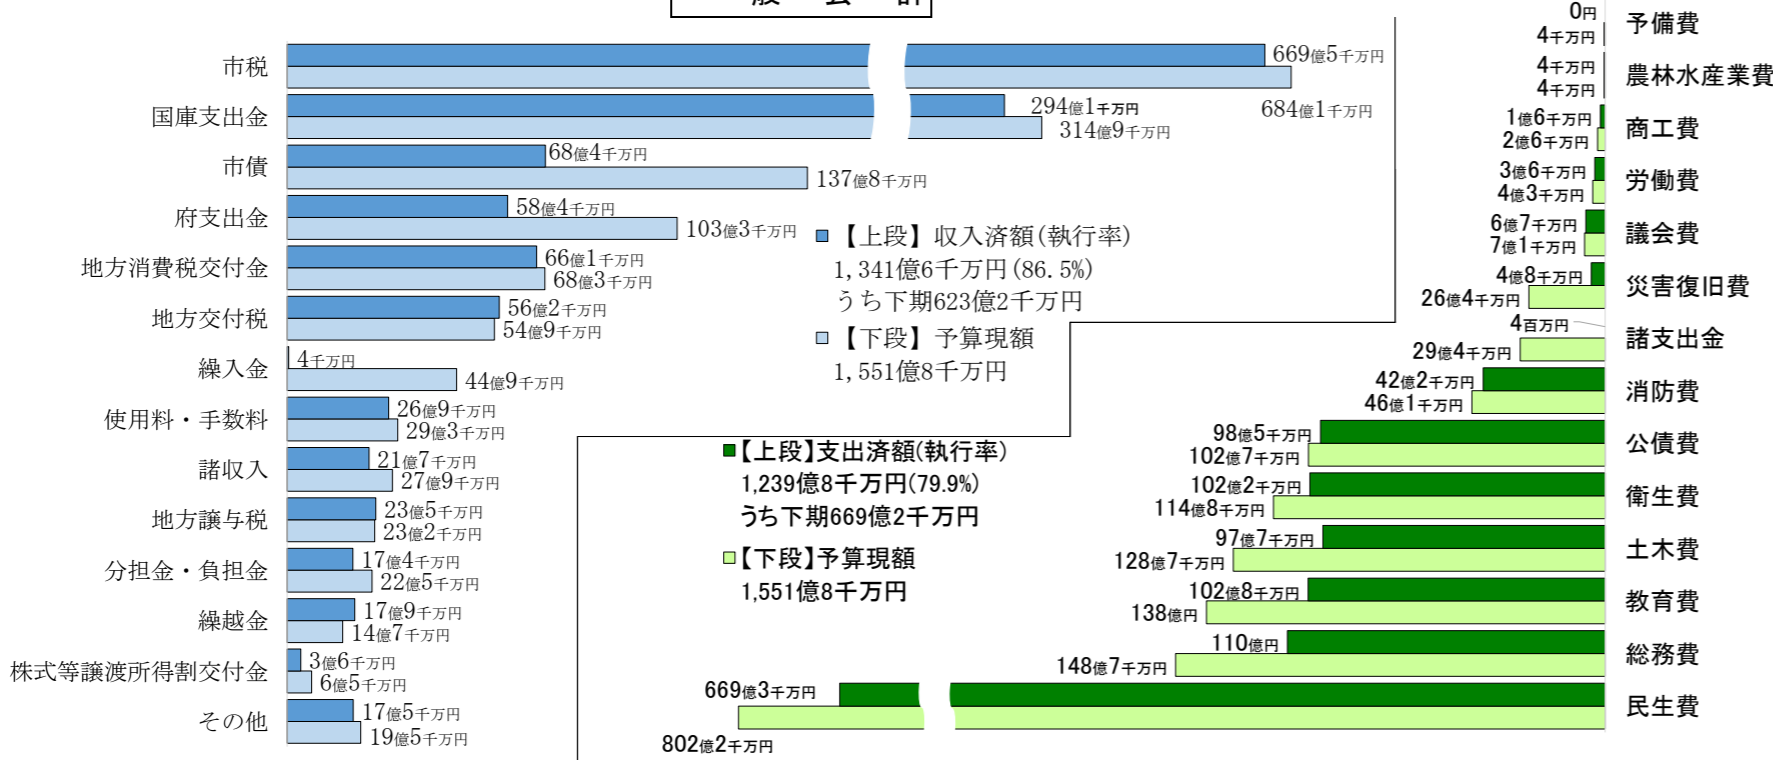 一 般 会 計
市税
669億5千万円
684億1千万円
国庫支出金
294億1千万円
314億9千万円
市債
68億4千万円
137億8千万円
府支出金
58億4千万円
103億3千万円
地方消費税交付金
66億1千万円
68億3千万円
地方交付税
56億2千万円
54億9千万円
繰入金
4千万円
44億9千万円
使用料・手数料
26億9千万円
29億3千万円
諸収入
21億7千万円
27億9千万円
地方譲与税
23億5千万円
23億2千万円
分担金・負担金
17億4千万円
22億5千万円
繰越金
17億9千万円
14億7千万円
株式等譲渡所得割交付金
3億6千万円
6億5千万円
その他
17億5千万円
19億5千万円
【上段】収入済額(執行率)
1,341億6千万円(86.5%)
うち下期623億2千万円
【下段】予算現額
1,551億8千万円
【上段】支出済額(執行率)
1,239億8千万円(79.9%)
うち下期669億2千万円
【下段】予算現額
1,551億8千万円
0円
4千万円
予備費
4千万円
4千万円
農林水産業費
1億6千万円
2億6千万円
商工費
3億6千万円
4億3千万円
労働費
6億7千万円
7億1千万円
議会費
4億8千万円
26億4千万円
災害復旧費
4百万円
29億4千万円
諸支出金
42億2千万円
46億1千万円
消防費
98億5千万円
102億7千万円
公債費
102億2千万円
114億8千万円
衛生費
97億7千万円
128億7千万円
土木費
102億8千万円
138億円
教育費
110億円
148億7千万円
総務費
669億3千万円
802億2千万円
民生費